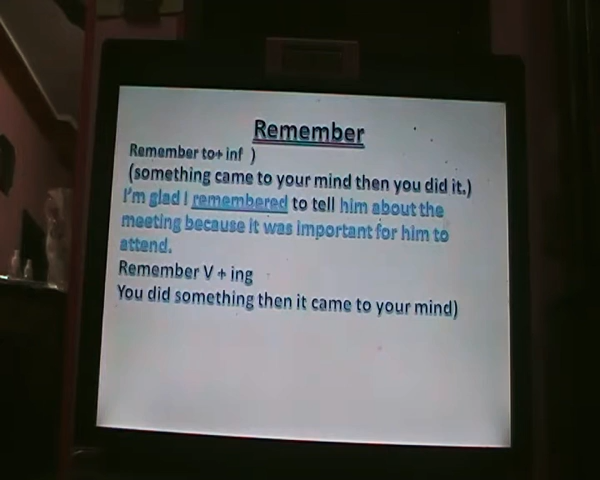 Remember
Remember to+ inf  )
(something came to your mind then you did it.)
I'm glad I remembered to tell him about the
meeting because it was important for him to
attend.
Remember V + ing
You did something then it came to your mind)